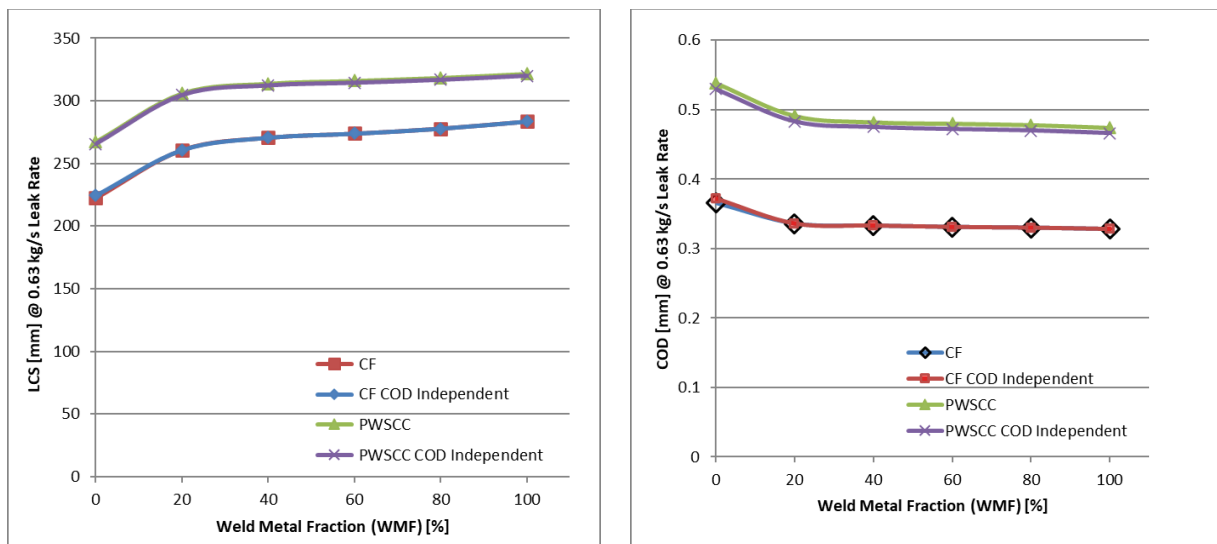 LCS [mm] @ 0.63 kg/s Leak Rate
350
300
250
200
150
100
50
0
0 20 40 60 80 100
Weld Metal Fraction (WMF) [%]
CF
CF COD Independent
PWSCC
PWSCC COD Independent
COD [mm] @ 0.63 kg/s Leak Rate
0.6
0.5
0.4
0.3
0.2
0.1
0
0 20 40 60 80 100
Weld Metal Fraction (WMF) [%]
CF
CF COD Independent
PWSCC
PWSCC COD Independent